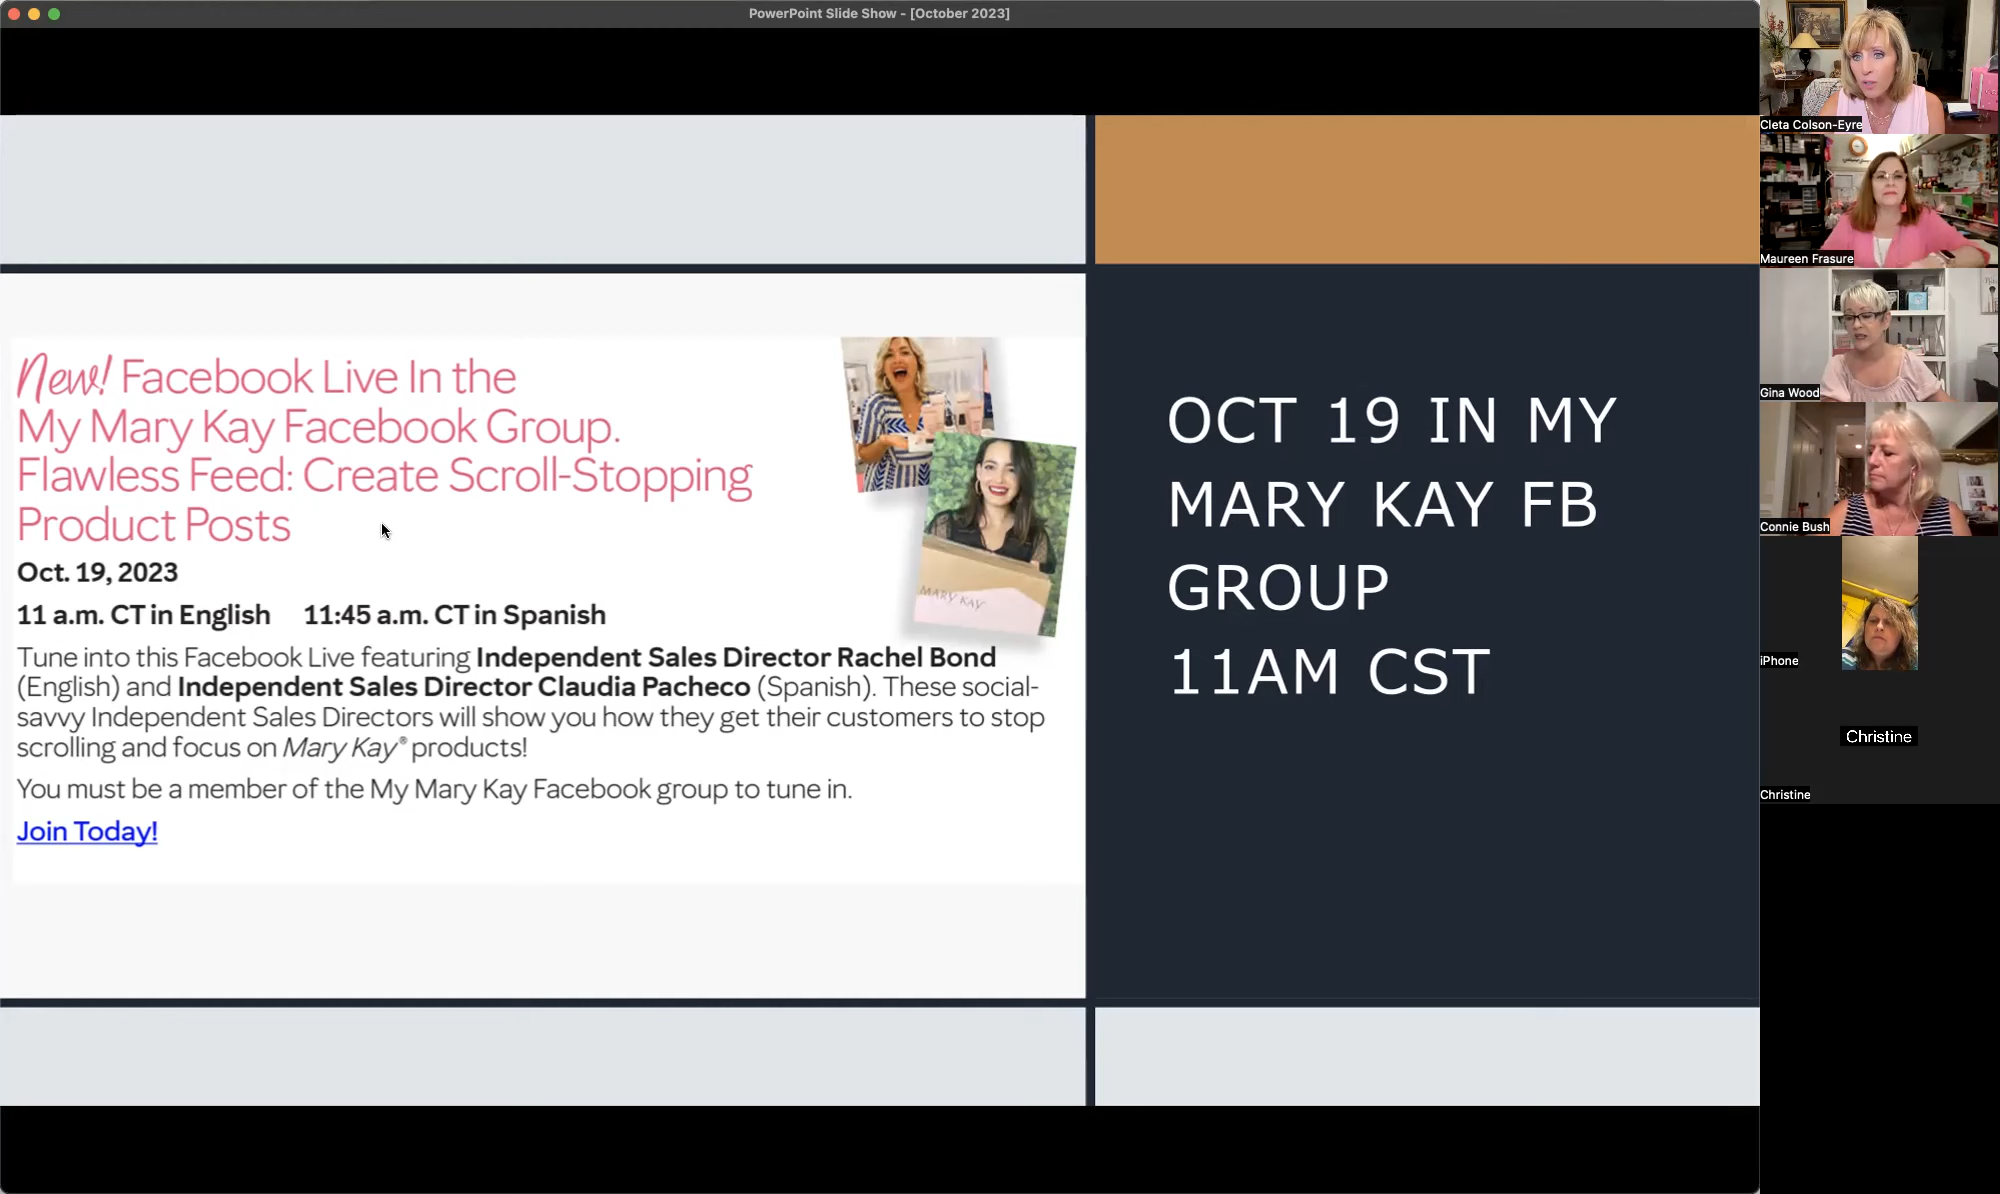 PowerPoint Slide Show - [October 2023]
New! Facebook Live In the
My Mary Kay Facebook Group.
Flawless Feed: Create Scroll-Stopping
Product Posts
Oct. 19, 2023
11 a.m. CT in English 11:45 a.m. CT in Spanish
Tune into this Facebook Live featuring Independent Sales Director Rachel Bond
(English) and Independent Sales Director Claudia Pacheco (Spanish). These social-
savvy Independent Sales Directors will show you how they get their customers to stop
scrolling and focus on Mary Kay® products!
You must be a member of the My Mary Kay Facebook group to tune in.
Join Today!
MARY KAY
OCT 19 IN MY
MARY KAY FB
GROUP
11AM CST
Cleta Colson-Eyre
Maureen Frasure
Gina Wood
Connie Bush
iPhone
Christine
Christine